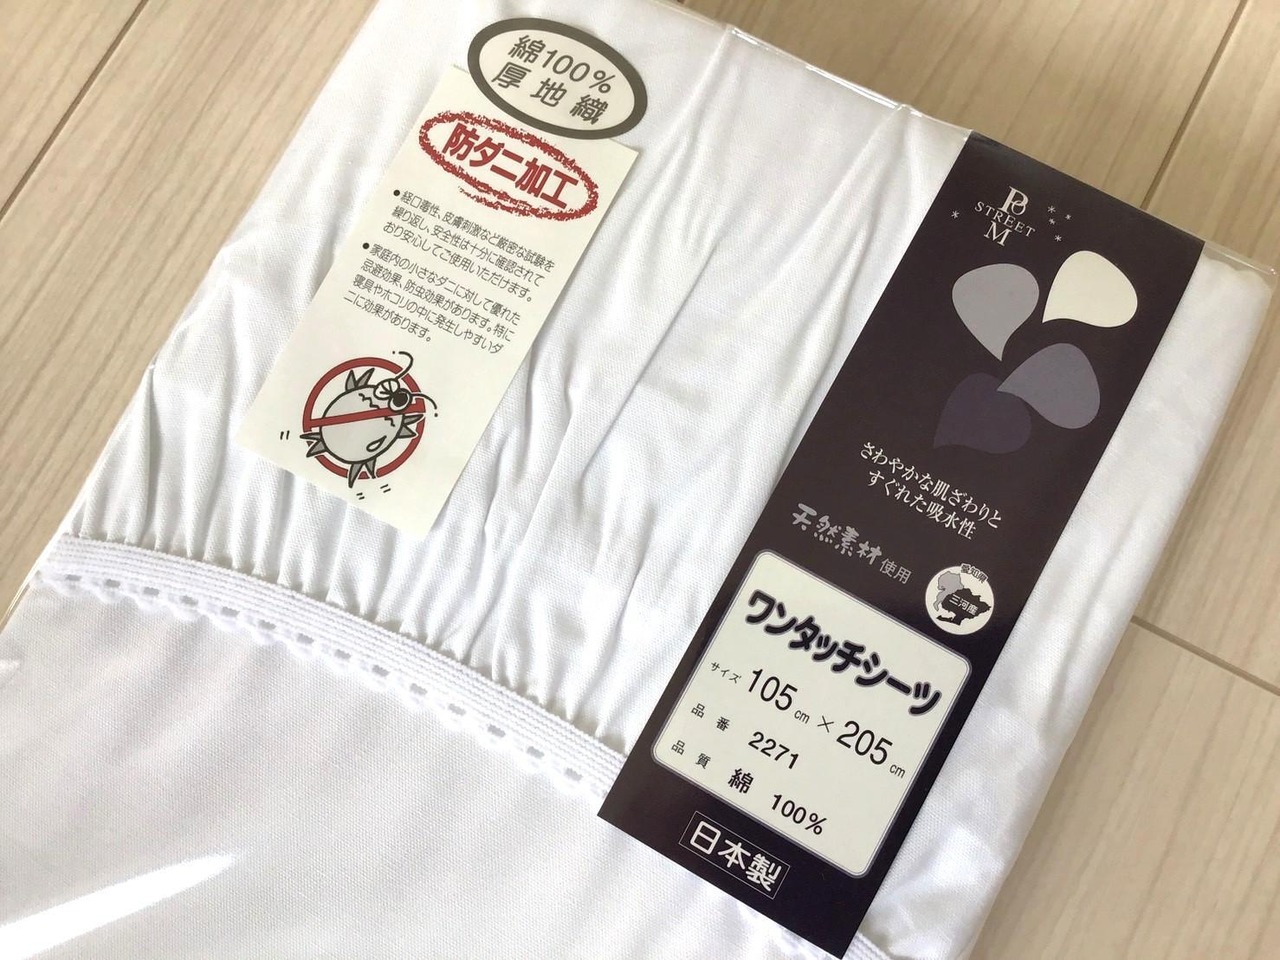 綿100%
厚地織
防ダニ加工
●経口毒性、皮膚刺激など厳密な試験を
繰り返し、安全性は十分に確認されて
おり安心してご使用いただけます。
●家庭内の小さなダニに対して優れた
忌避効果、防虫効果があります。特に
寝具やホコリの中に発生しやすいダ
ニに効果があります。
Po
STREET
M
さわやかな肌ざわりと
すぐれた吸水性
天然素材使用
愛知県
三河産
ワンタッチシーツ
サイズ 105cm × 205cm
品番 2271
品質 綿 100%
日本製